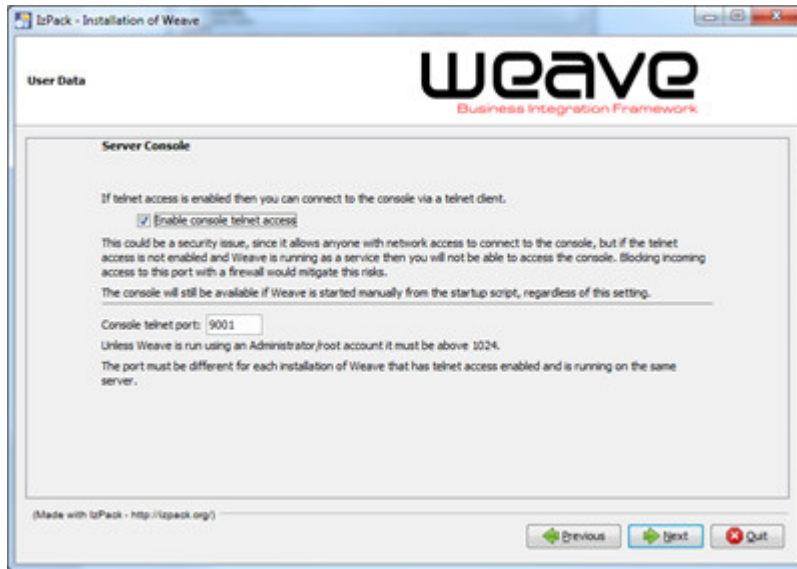 IzPack - Installation of Weave
User Data
weave
Business Integration Framework
Server Console
If telnet access is enabled then you can connect to the console via a telnet client.
Enable console telnet access
This could be a security issue, since it allows anyone with network access to connect to the console, but if the telnet
access is not enabled and Weave is running as a service then you will not be able to access the console. Blocking incoming
access to this port with a firewall would mitigate this risks.
The console will still be available if Weave is started manually from the startup script, regardless of this setting.
Console telnet port: 9001
Unless Weave is run using an Administrator/root account it must be above 1024.
The port must be different for each installation of Weave that has telnet access enabled and is running on the same
server.
(Made with IzPack - http://izpack.org/)
Previous Next Quit